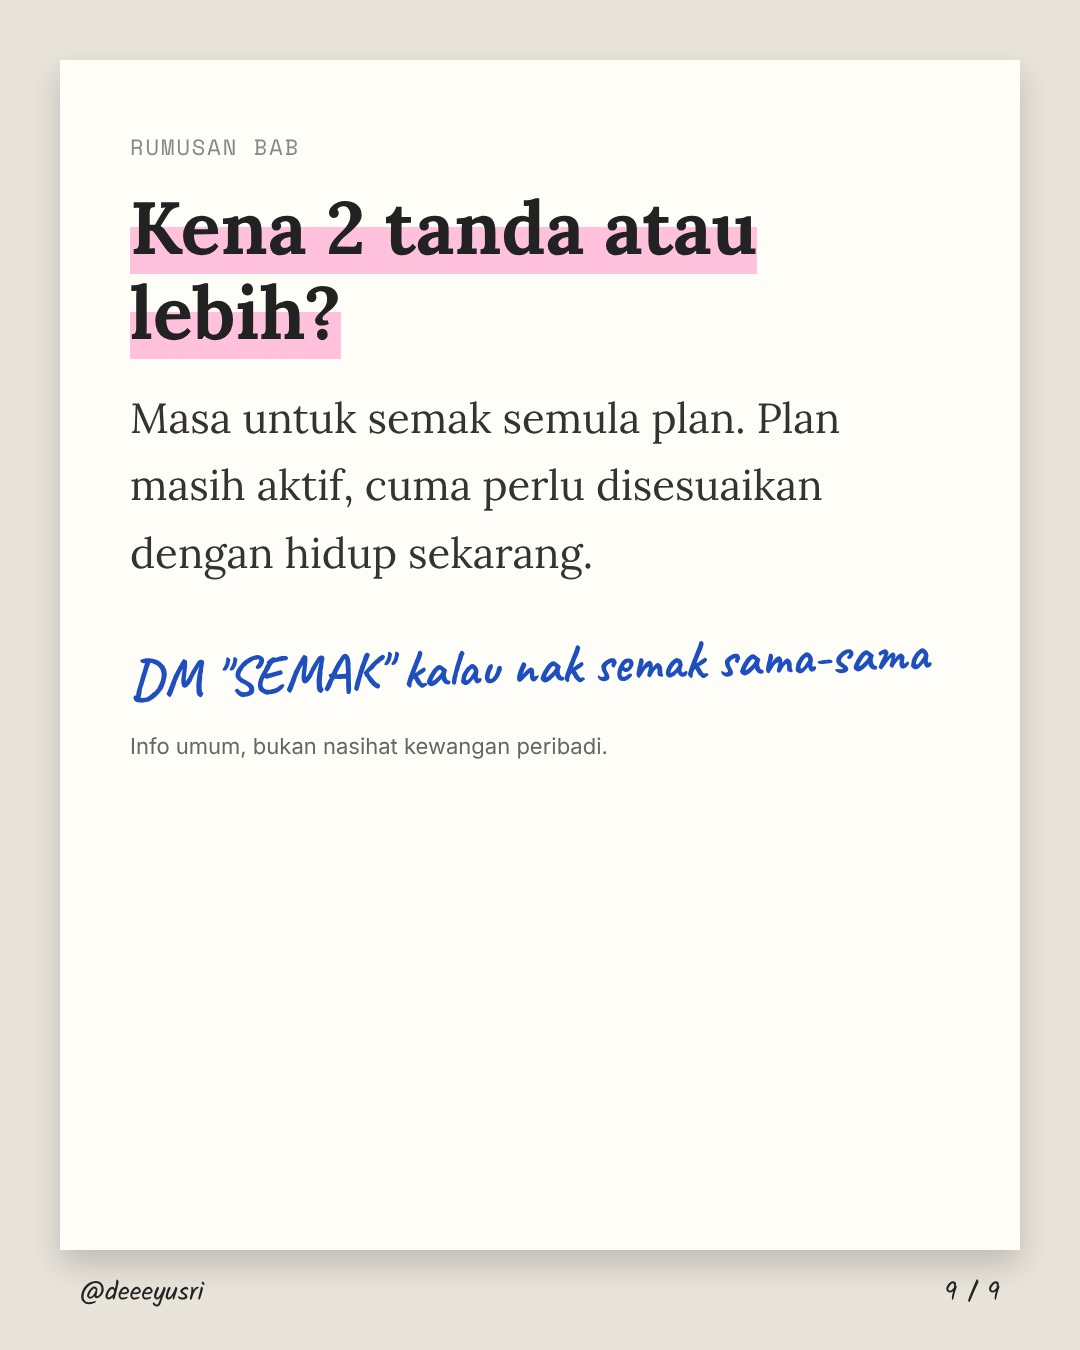 RUMUSAN BAB
Kena 2 tanda atau
lebih?
Masa untuk semak semula plan. Plan
masih aktif, cuma perlu disesuaikan
dengan hidup sekarang.
DM "SEMAK" kalau nak semak sama-sama
Info umum, bukan nasihat kewangan peribadi.
@deeeyusri
9 / 9